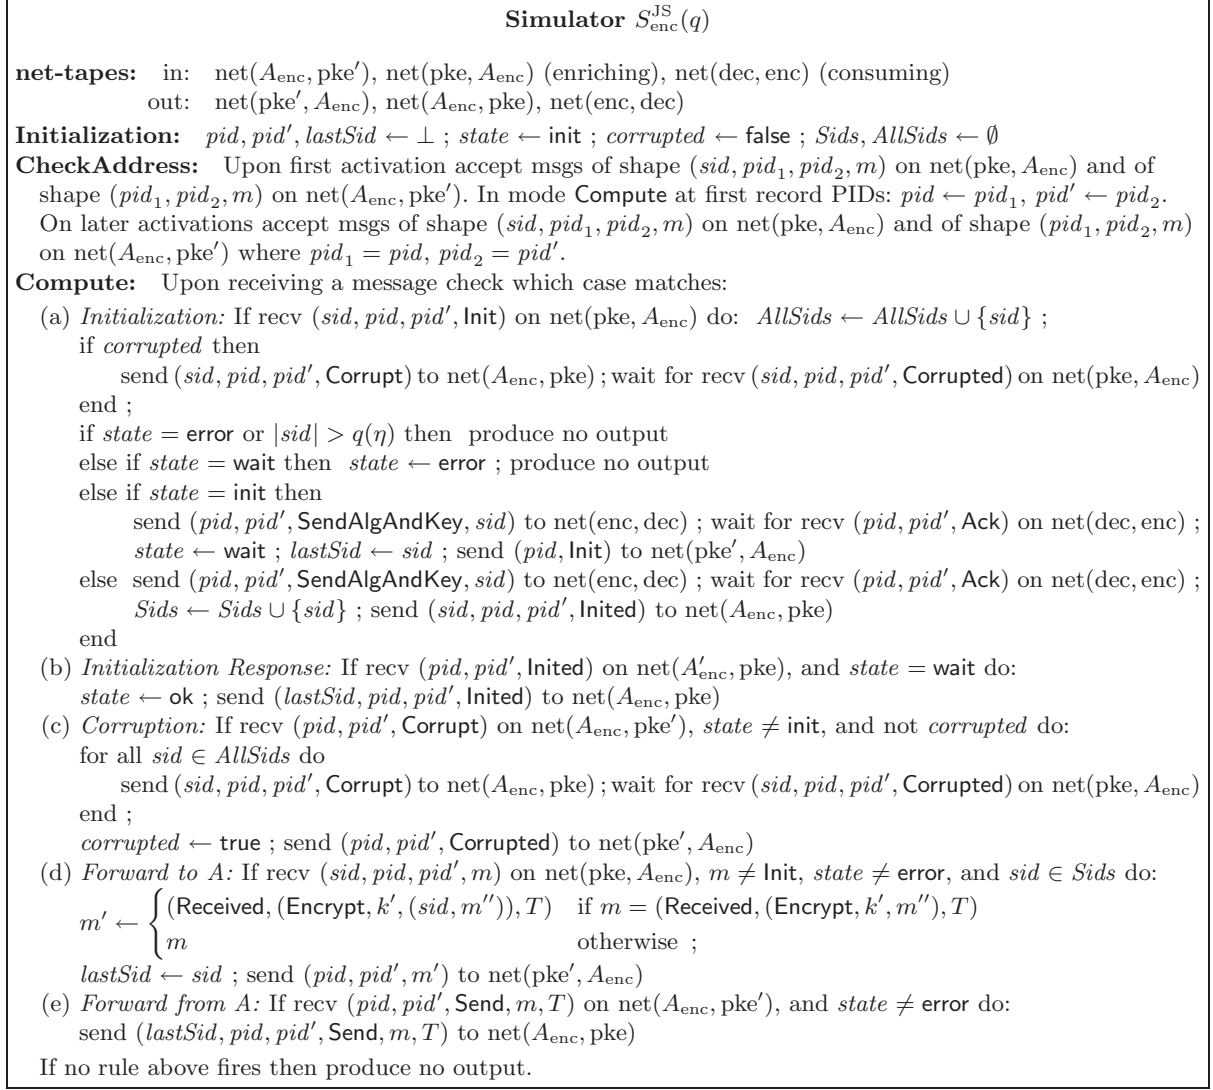 Simulator S_enc^JS(q)
net-tapes: in: net(A_enc, pke′), net(pke, A_enc) (enriching), net(dec, enc) (consuming)
out: net(pke′, A_enc), net(A_enc, pke), net(enc, dec)
Initialization: pid, pid′, lastSid ← ⊥ ; state ← init ; corrupted ← false ; Sids, AllSids ← ∅
CheckAddress: Upon first activation accept msgs of shape (sid, pid₁, pid₂, m) on net(pke, A_enc) and of
shape (pid₁, pid₂, m) on net(A_enc, pke′). In mode Compute at first record PIDs: pid ← pid₁, pid′ ← pid₂.
On later activations accept msgs of shape (sid, pid₁, pid₂, m) on net(pke, A_enc) and of shape (pid₁, pid₂, m)
on net(A_enc, pke′) where pid₁ = pid, pid₂ = pid′.
Compute: Upon receiving a message check which case matches:
(a) Initialization: If recv (sid, pid, pid′, Init) on net(pke, A_enc) do: AllSids ← AllSids ∪ {sid} ;
if corrupted then
send (sid, pid, pid′, Corrupt) to net(A_enc, pke) ; wait for recv (sid, pid, pid′, Corrupted) on net(pke, A_enc)
end ;
if state = error or |sid| > q(η) then produce no output
else if state = wait then state ← error ; produce no output
else if state = init then
send (pid, pid′, SendAlgAndKey, sid) to net(enc, dec) ; wait for recv (pid, pid′, Ack) on net(dec, enc) ;
state ← wait ; lastSid ← sid ; send (pid, Init) to net(pke′, A_enc)
else send (pid, pid′, SendAlgAndKey, sid) to net(enc, dec) ; wait for recv (pid, pid′, Ack) on net(dec, enc) ;
Sids ← Sids ∪ {sid} ; send (sid, pid, pid′, Inited) to net(A_enc, pke)
end
(b) Initialization Response: If recv (pid, pid′, Inited) on net(A′_enc, pke), and state = wait do:
state ← ok ; send (lastSid, pid, pid′, Inited) to net(A_enc, pke)
(c) Corruption: If recv (pid, pid′, Corrupt) on net(A_enc, pke′), state ≠ init, and not corrupted do:
for all sid ∈ AllSids do
send (sid, pid, pid′, Corrupt) to net(A_enc, pke) ; wait for recv (sid, pid, pid′, Corrupted) on net(pke, A_enc)
end ;
corrupted ← true ; send (pid, pid′, Corrupted) to net(pke′, A_enc)
(d) Forward to A: If recv (sid, pid, pid′, m) on net(pke, A_enc), m ≠ Init, state ≠ error, and sid ∈ Sids do:
m′ ← { (Received, (Encrypt, k′, (sid, m′′)), T) if m = (Received, (Encrypt, k′, m′′), T)
m otherwise ;
lastSid ← sid ; send (pid, pid′, m′) to net(pke′, A_enc)
(e) Forward from A: If recv (pid, pid′, Send, m, T) on net(A_enc, pke′), and state ≠ error do:
send (lastSid, pid, pid′, Send, m, T) to net(A_enc, pke)
If no rule above fires then produce no output.